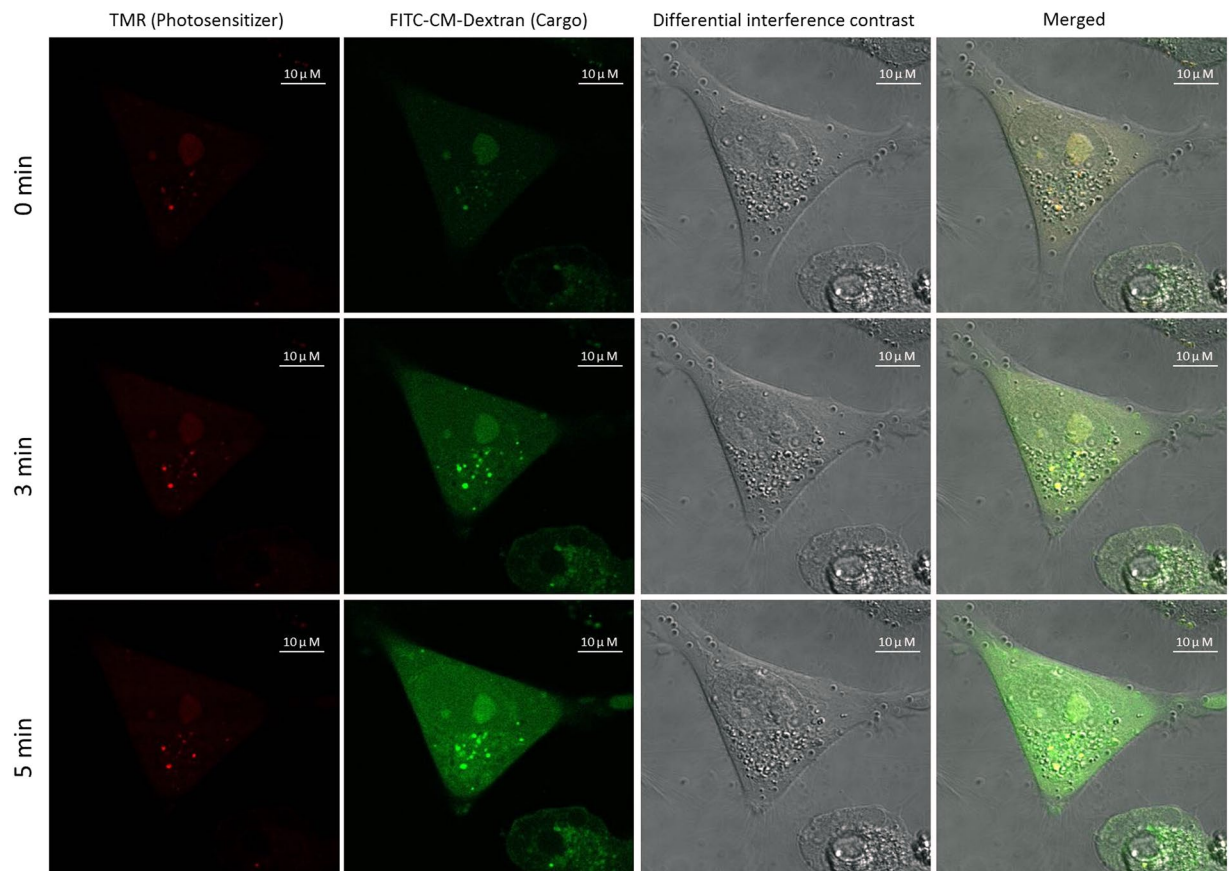 TMR (Photosensitizer) FITC-CM-Dextran (Cargo) Differential interference contrast Merged
0 min
10 μ M 10 μ M 10 μ M 10 μ M
3 min
10 μ M 10 μ M 10 μ M 10 μ M
5 min
10 μ M 10 μ M 10 μ M 10 μ M